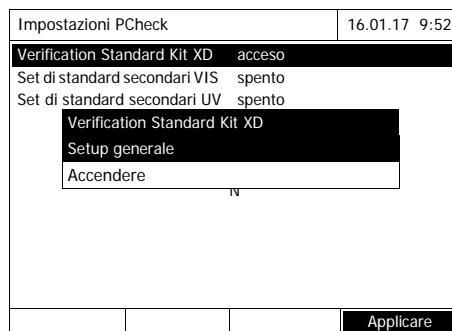 Impostazioni PCheck 16.01.17 9:52
Verification Standard Kit XD acceso
Set di standard secondari VIS spento
Set di standard secondari UV spento
Verification Standard Kit XD
Setup generale
Accendere
Applicare